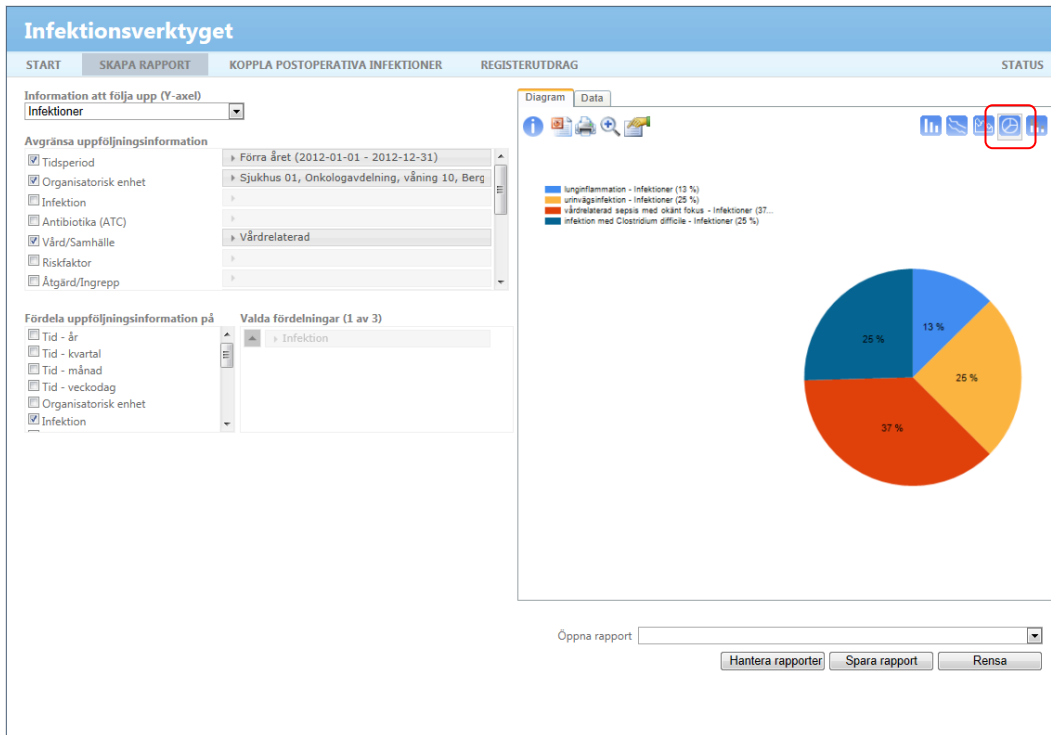 Infektionsverktyget
START SKAPA RAPPORT KOPPLA POSTOPERATIVA INFEKTIONER REGISTERUTDRAG STATUS
Information att följa upp (Y-axel)
Infektioner
Avgränsa uppföljningsinformation
Tidsperiod Förra året (2012-01-01 - 2012-12-31)
Organisatorisk enhet Sjukhus 01, Onkologavdelning, våning 10, Berg
Infektion
Antibiotika (ATC)
Vård/Samhälle Vårdrelaterad
Riskfaktor
Åtgärd/Ingrepp
Fördela uppföljningsinformation på
Tid - år
Tid - kvartal
Tid - månad
Tid - veckodag
Organisatorisk enhet
Infektion
Valda fördelningar (1 av 3)
Infektion
Diagram Data
lunginflammation - Infektioner (13 %)
urinvägsinfektion - Infektioner (25 %)
vårdrelaterad sepsis med okänt fokus - Infektioner (37...
infektion med Clostridium difficile - Infektioner (25 %)
13 %
25 %
25 %
37 %
Öppna rapport
Hantera rapporter Spara rapport Rensa